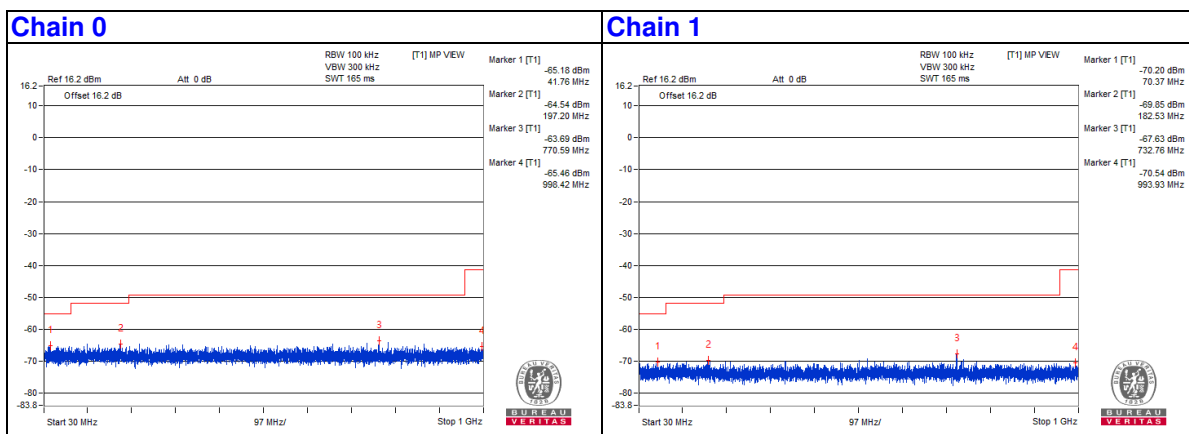 Chain 0
RBW 100 kHz [T1] MP VIEW
VBW 300 kHz
Ref 16.2 dBm Att 0 dB SWT 165 ms
Offset 16.2 dB
16.2
10
0
-10
-20
-30
-40
-50
-60
-70
-80
-83.8
1
2
3
4
Start 30 MHz 97 MHz/ Stop 1 GHz
Marker 1 [T1]
-65.18 dBm
41.76 MHz
Marker 2 [T1]
-64.54 dBm
197.20 MHz
Marker 3 [T1]
-63.69 dBm
770.59 MHz
Marker 4 [T1]
-65.46 dBm
998.42 MHz
BUREAU VERITAS
1828
BUREAU
VERITAS
Chain 1
RBW 100 kHz [T1] MP VIEW
VBW 300 kHz
Ref 16.2 dBm Att 0 dB SWT 165 ms
Offset 16.2 dB
16.2
10
0
-10
-20
-30
-40
-50
-60
-70
-80
-83.8
1
2
3
4
Start 30 MHz 97 MHz/ Stop 1 GHz
Marker 1 [T1]
-70.20 dBm
70.37 MHz
Marker 2 [T1]
-69.85 dBm
182.53 MHz
Marker 3 [T1]
-67.63 dBm
732.76 MHz
Marker 4 [T1]
-70.54 dBm
993.93 MHz
BUREAU VERITAS
1828
BUREAU
VERITAS